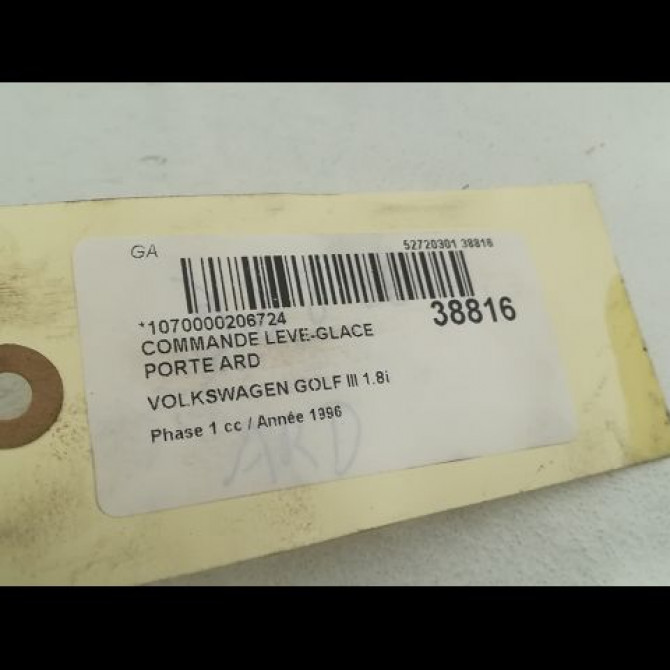 GA
52720301 38816
*1070000206724
38816
COMMANDE LEVE-GLACE
PORTE ARD
VOLKSWAGEN GOLF III 1.8i
Phase 1 cc / Année 1996
ARD